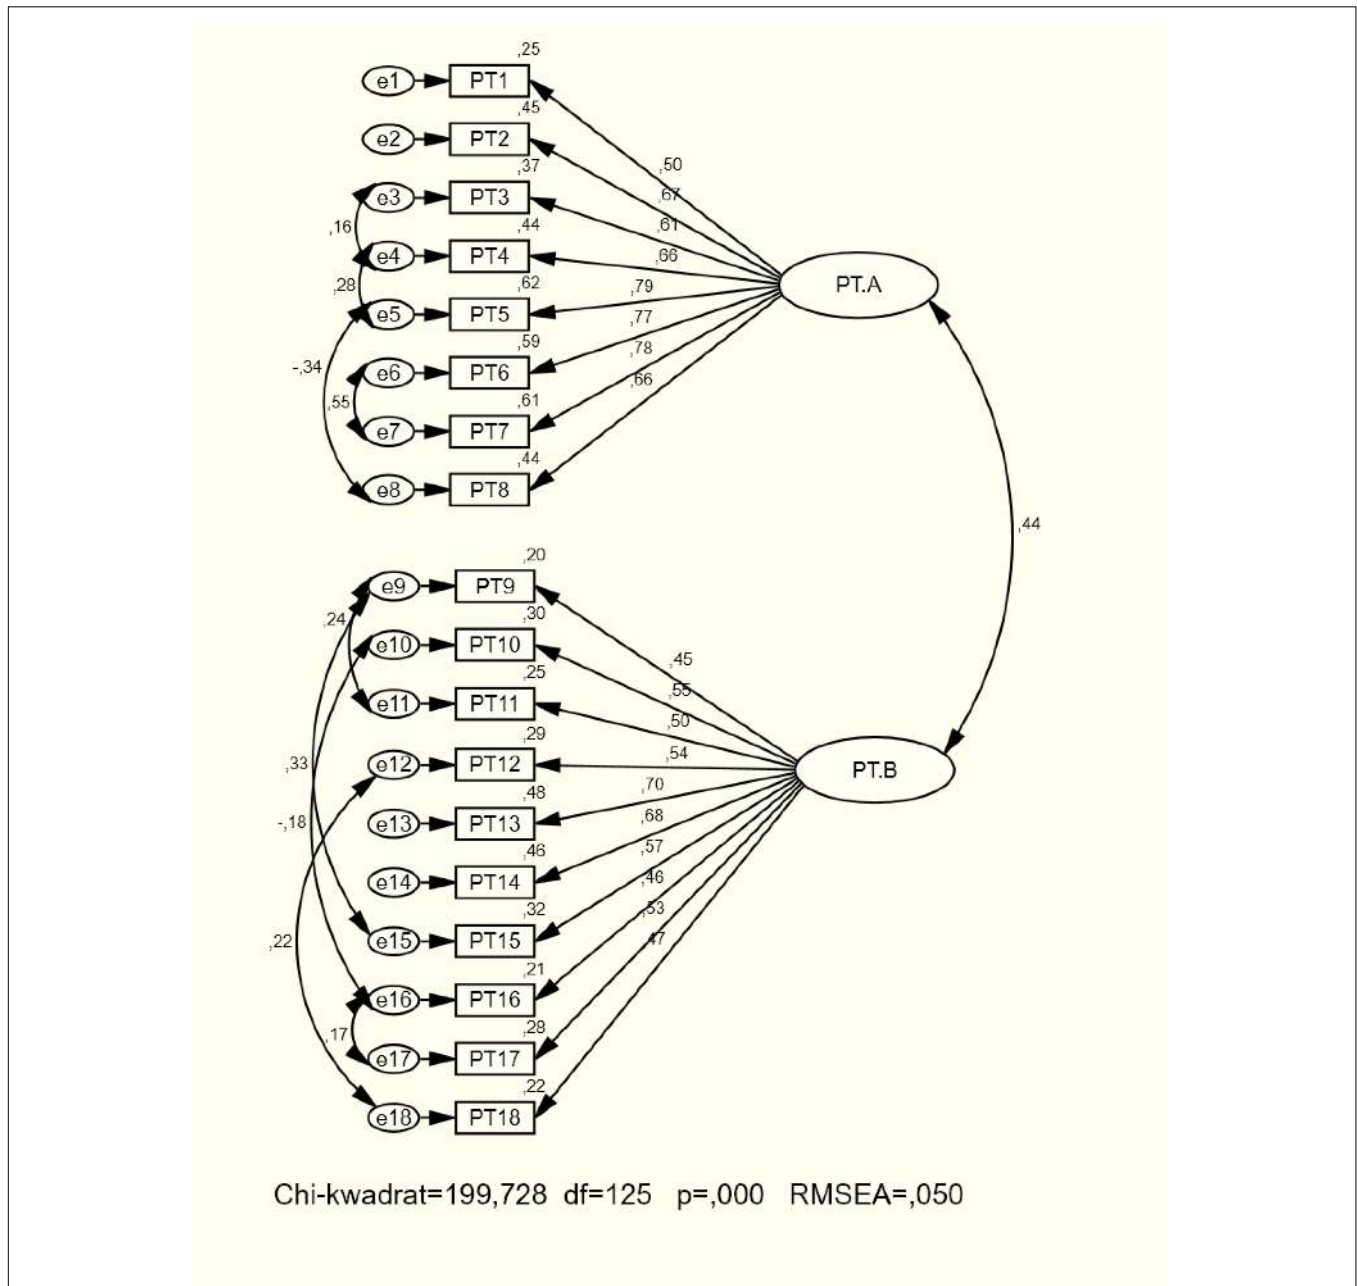 ,25
e1 PT1
,45
e2 PT2
,37
,50
e3 PT3
,67
,16
,44
,61
e4 PT4
,66
PT.A
,28
,62
,79
e5 PT5
,77
,59
-,34
e6 PT6
,78
,66
,55
,61
e7 PT7
,44
e8 PT8
,44
,20
e9 PT9
,24
,30
e10 PT10
,45
,25
,55
e11 PT11
,50
,29
,54
,33
e12 PT12
PT.B
,48
,70
-,18
e13 PT13
,68
,46
,57
e14 PT14
,46
,32
,53
,22
e15 PT15
,47
,21
e16 PT16
,17
,28
e17 PT17
,22
e18 PT18
Chi-kwadrat=199,728 df=125 p=,000 RMSEA=,050